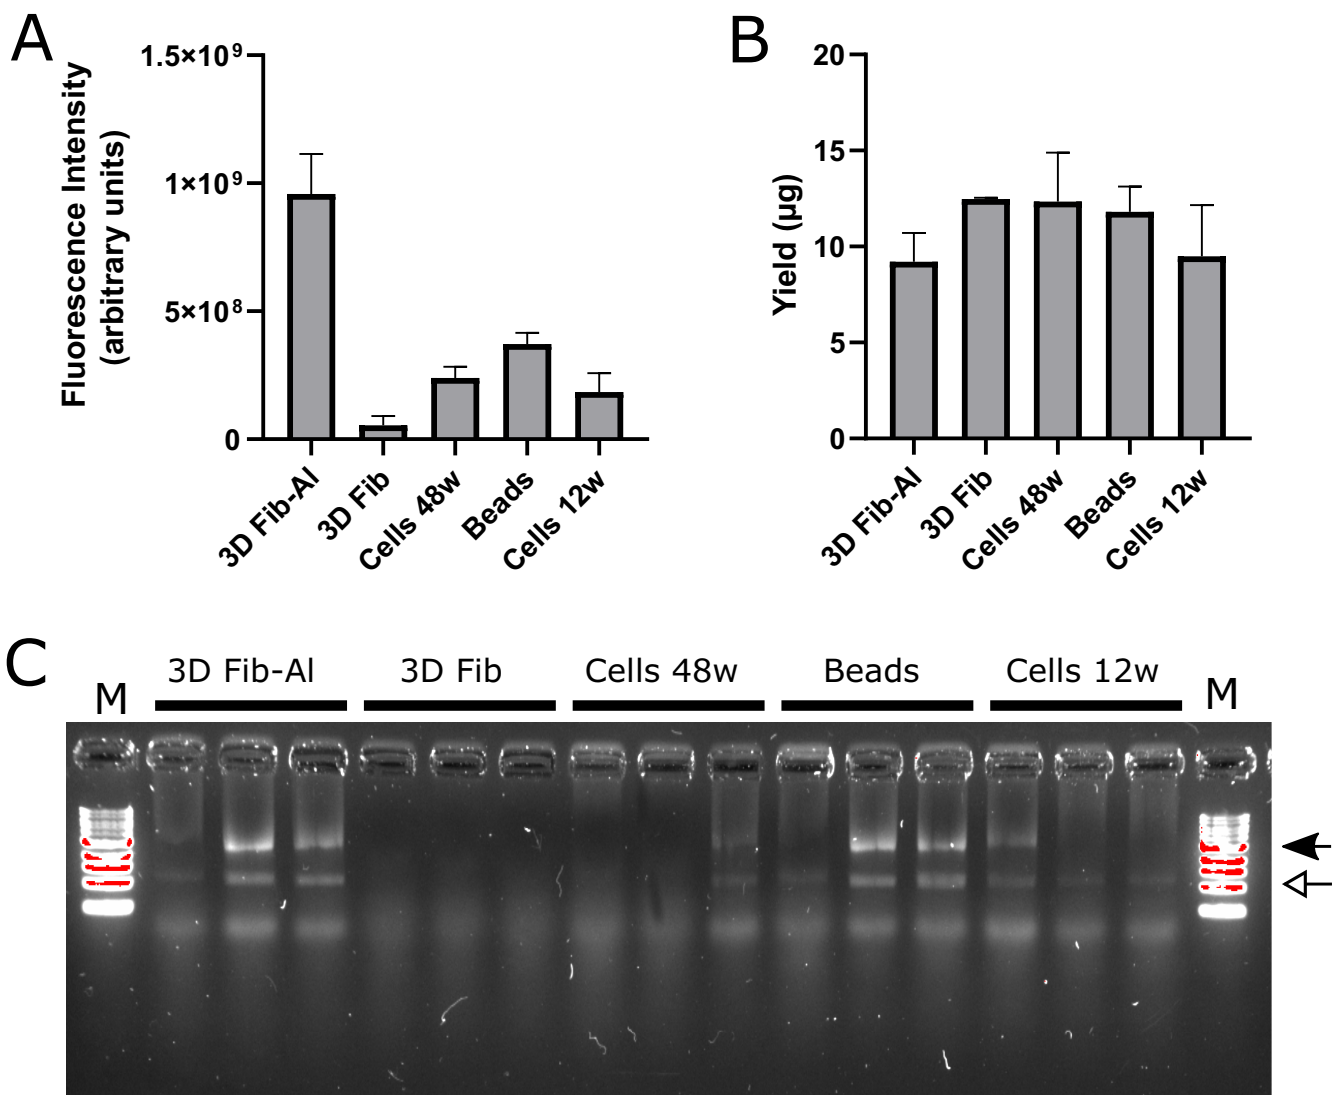 A
Fluorescence Intensity
(arbitrary units)
1.5×10⁹
1×10⁹
5×10⁸
0
3D Fib-Al
3D Fib
Cells 48w
Beads
Cells 12w
B
Yield (µg)
20
15
10
5
0
3D Fib-Al
3D Fib
Cells 48w
Beads
Cells 12w
C
M
3D Fib-Al
3D Fib
Cells 48w
Beads
Cells 12w
M